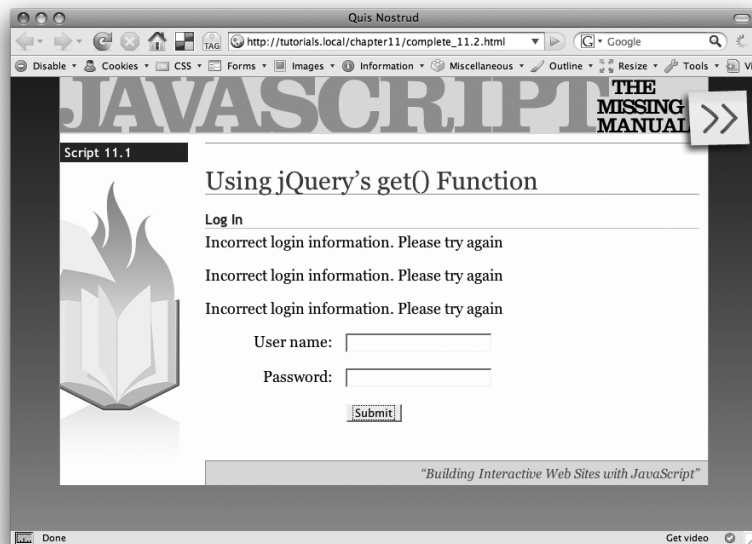 Quis Nostrud
TAG http://tutorials.local/chapter11/complete_11.2.html G Google
Disable Cookies CSS Forms Images Information Miscellaneous Outline Resize Tools Vi
JAVASCRIPT THE
MISSING
MANUAL
Script 11.1
Using jQuery's get() Function
Log In
Incorrect login information. Please try again
Incorrect login information. Please try again
Incorrect login information. Please try again
User name:
Password:
Submit
“Building Interactive Web Sites with JavaScript”
Done Get video